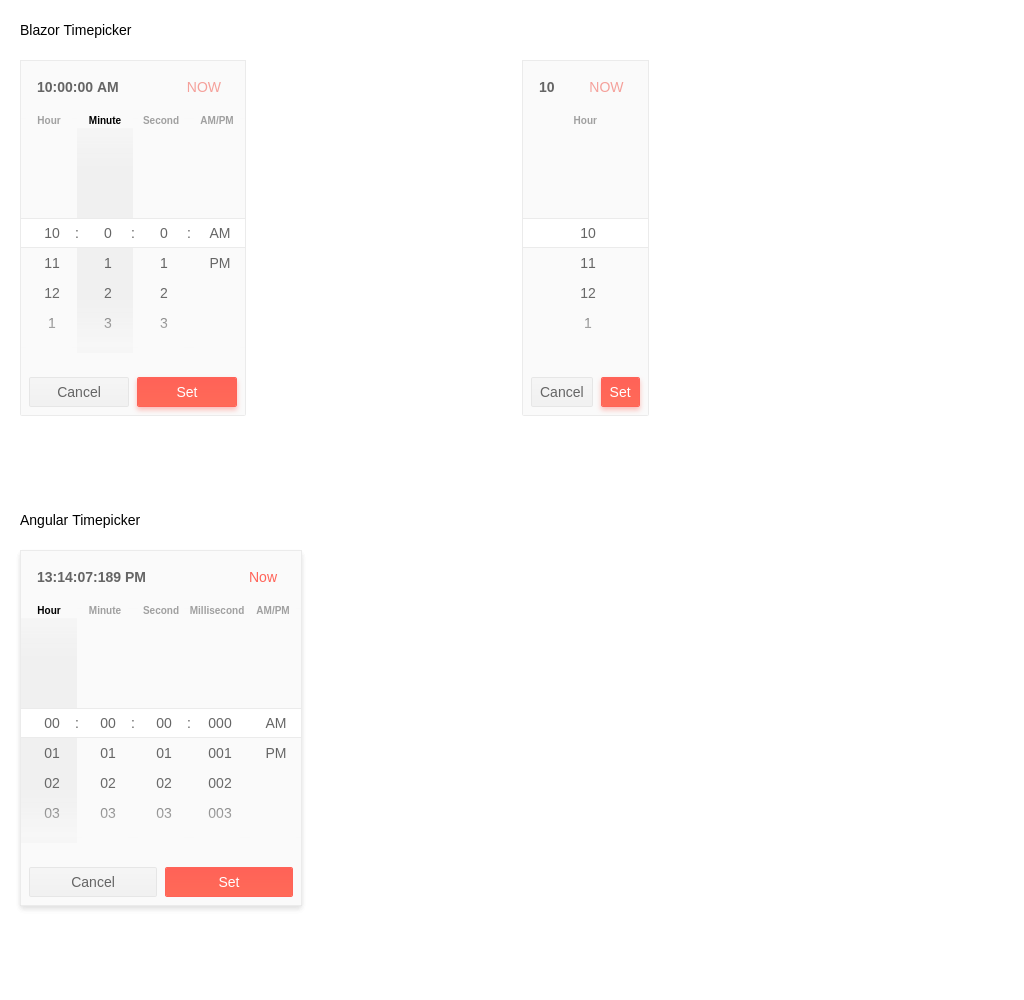 Blazor Timepicker
10:00:00 AM NOW
Hour Minute Second AM/PM
10 : 0 : 0 : AM
11 1 1 PM
12 2 2
1 3 3
Cancel Set
10 NOW
Hour
10
11
12
1
Cancel Set
Angular Timepicker
13:14:07:189 PM Now
Hour Minute Second Millisecond AM/PM
00 : 00 : 00 : 000 AM
01 01 01 001 PM
02 02 02 002
03 03 03 003
Cancel Set